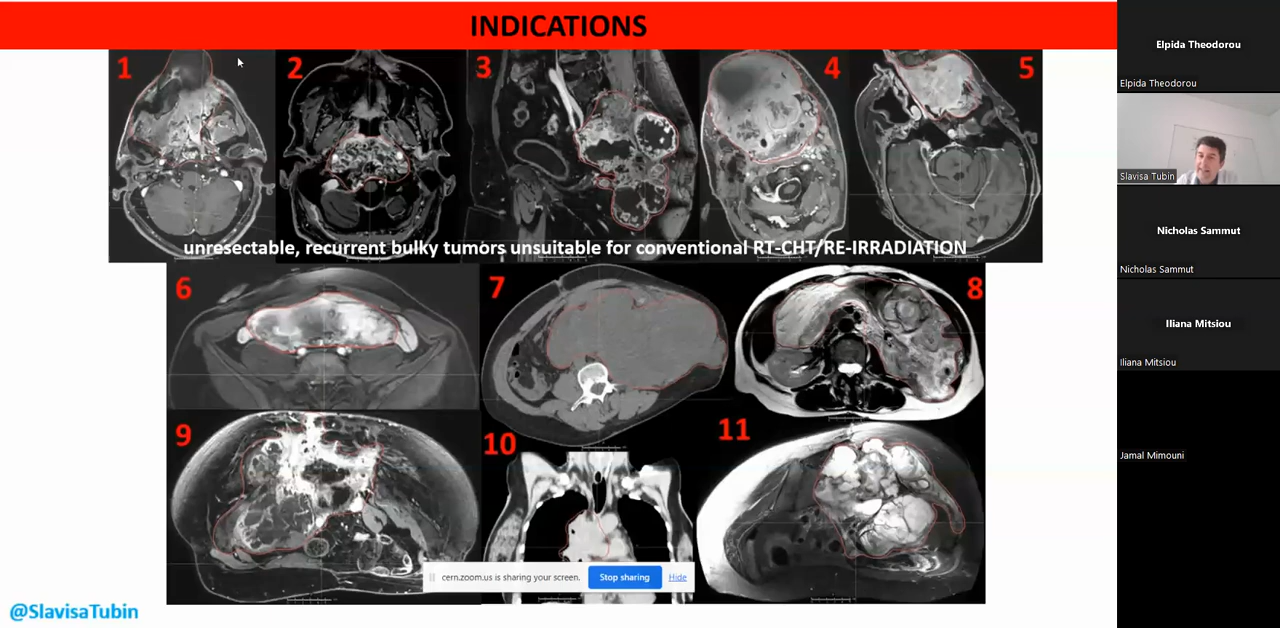 INDICATIONS
1
2
3
4
5
unresectable, recurrent bulky tumors unsuitable for conventional RT-CHT/RE-IRRADIATION
6
7
8
9
10
11
cern.zoom.us is sharing your screen.
Stop sharing
Hide
@SlavisaTubin
Elpida Theodorou
Elpida Theodorou
Slavisa Tubin
Nicholas Sammut
Nicholas Sammut
Iliana Mitsiou
Iliana Mitsiou
Jamal Mimouni